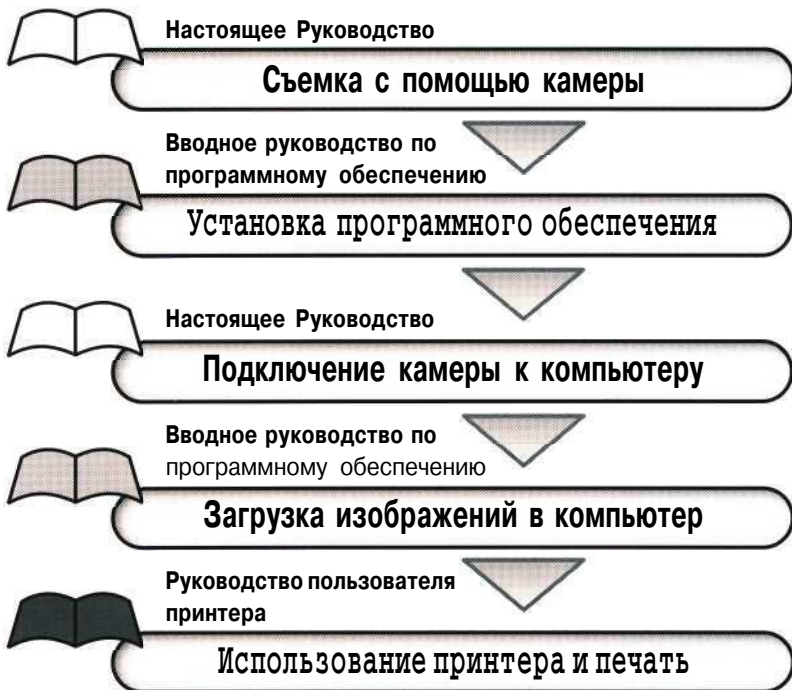 Настоящее Руководство
Съемка с помощью камеры
Вводное руководство по
программному обеспечению
Установка программного обеспечения
Настоящее Руководство
Подключение камеры к компьютеру
Вводное руководство по
программному обеспечению
Загрузка изображений в компьютер
Руководство пользователя
принтера
Использование принтера и печать